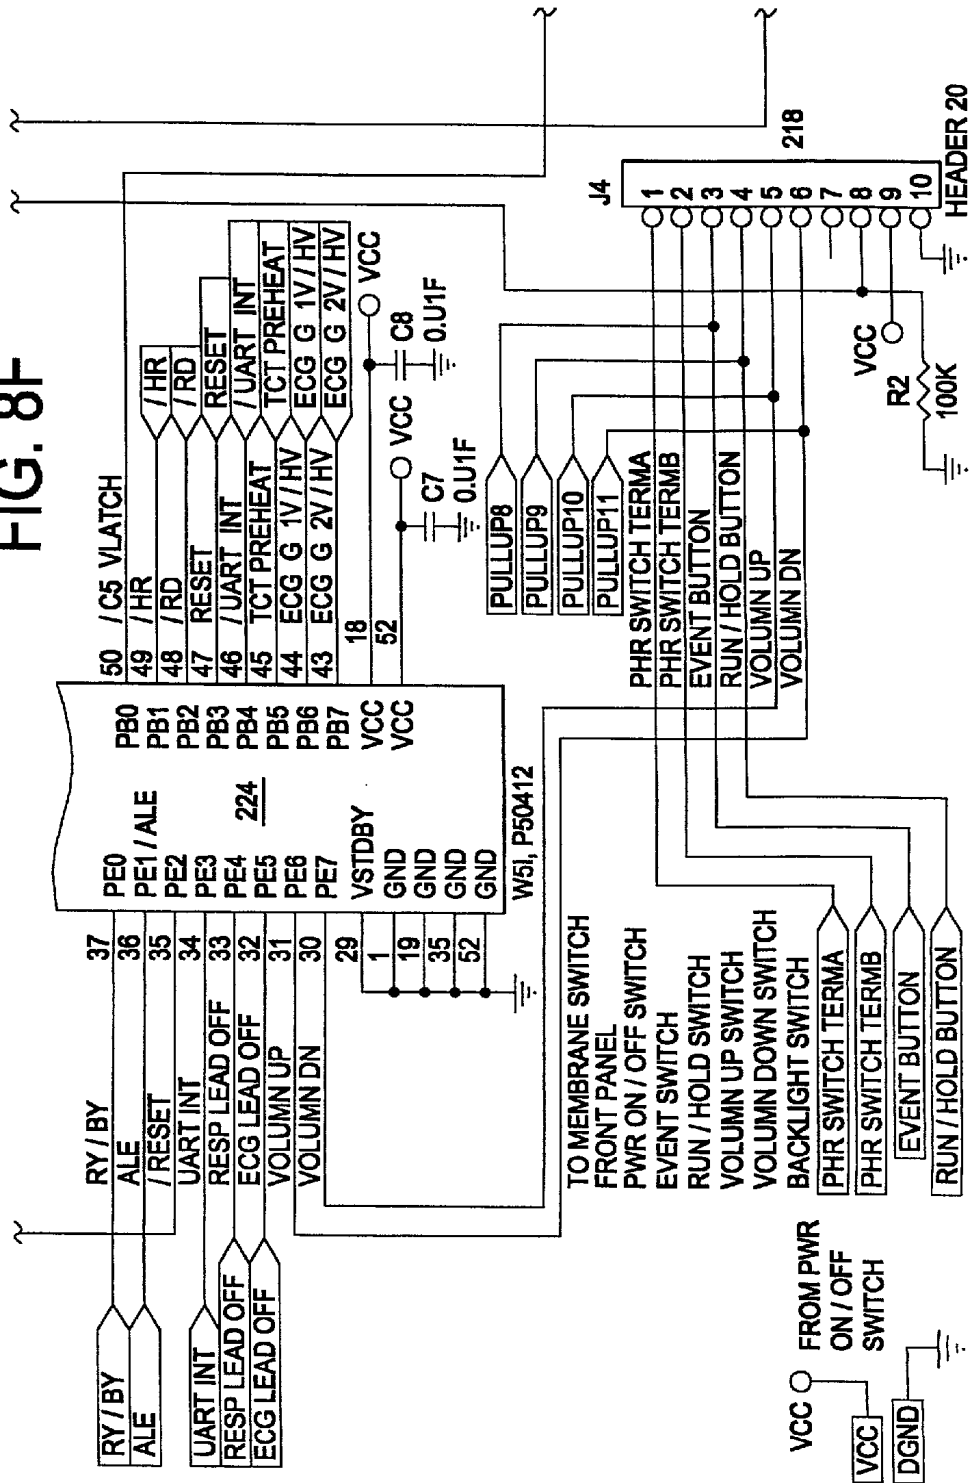 FIG. 8F
RY / BY
ALE
UART INT
RESP LEAD OFF
ECG LEAD OFF
RY / BY
ALE
/ RESET
UART INT
RESP LEAD OFF
ECG LEAD OFF
VOLUMN UP
VOLUMN DN
37
36
35
34
33
32
31
30
29
1
19
35
52
PE0
PE1 / ALE
PE2
PE3
PE4
PE5
PE6
PE7
VSTDBY
GND
GND
GND
GND
224
PB0
PB1
PB2
PB3
PB4
PB5
PB6
PB7
VCC
VCC
W5I, P50412
50
49
48
47
46
45
44
43
18
52
/ C5 VLATCH
/ HR
/ RD
RESET
/ UART INT
TCT PREHEAT
ECG G 1V / HV
ECG G 2V / HV
/ HR
/ RD
RESET
/ UART INT
TCT PREHEAT
ECG G 1V / HV
ECG G 2V / HV
VCC
C8
0.U1F
VCC
C7
0.U1F
PULLUP8
PULLUP9
PULLUP10
PULLUP11
PHR SWITCH TERMA
PHR SWITCH TERMB
EVENT BUTTON
RUN / HOLD BUTTON
VOLUMN UP
VOLUMN DN
J4
218
1
2
3
4
5
6
7
8
9
10
HEADER 20
VCC
R2
100K
TO MEMBRANE SWITCH
FRONT PANEL
PWR ON / OFF SWITCH
EVENT SWITCH
RUN / HOLD SWITCH
VOLUMN UP SWITCH
VOLUMN DOWN SWITCH
BACKLIGHT SWITCH
PHR SWITCH TERMA
PHR SWITCH TERMB
EVENT BUTTON
RUN / HOLD BUTTON
VCC
FROM PWR
ON / OFF
SWITCH
VCC
DGND